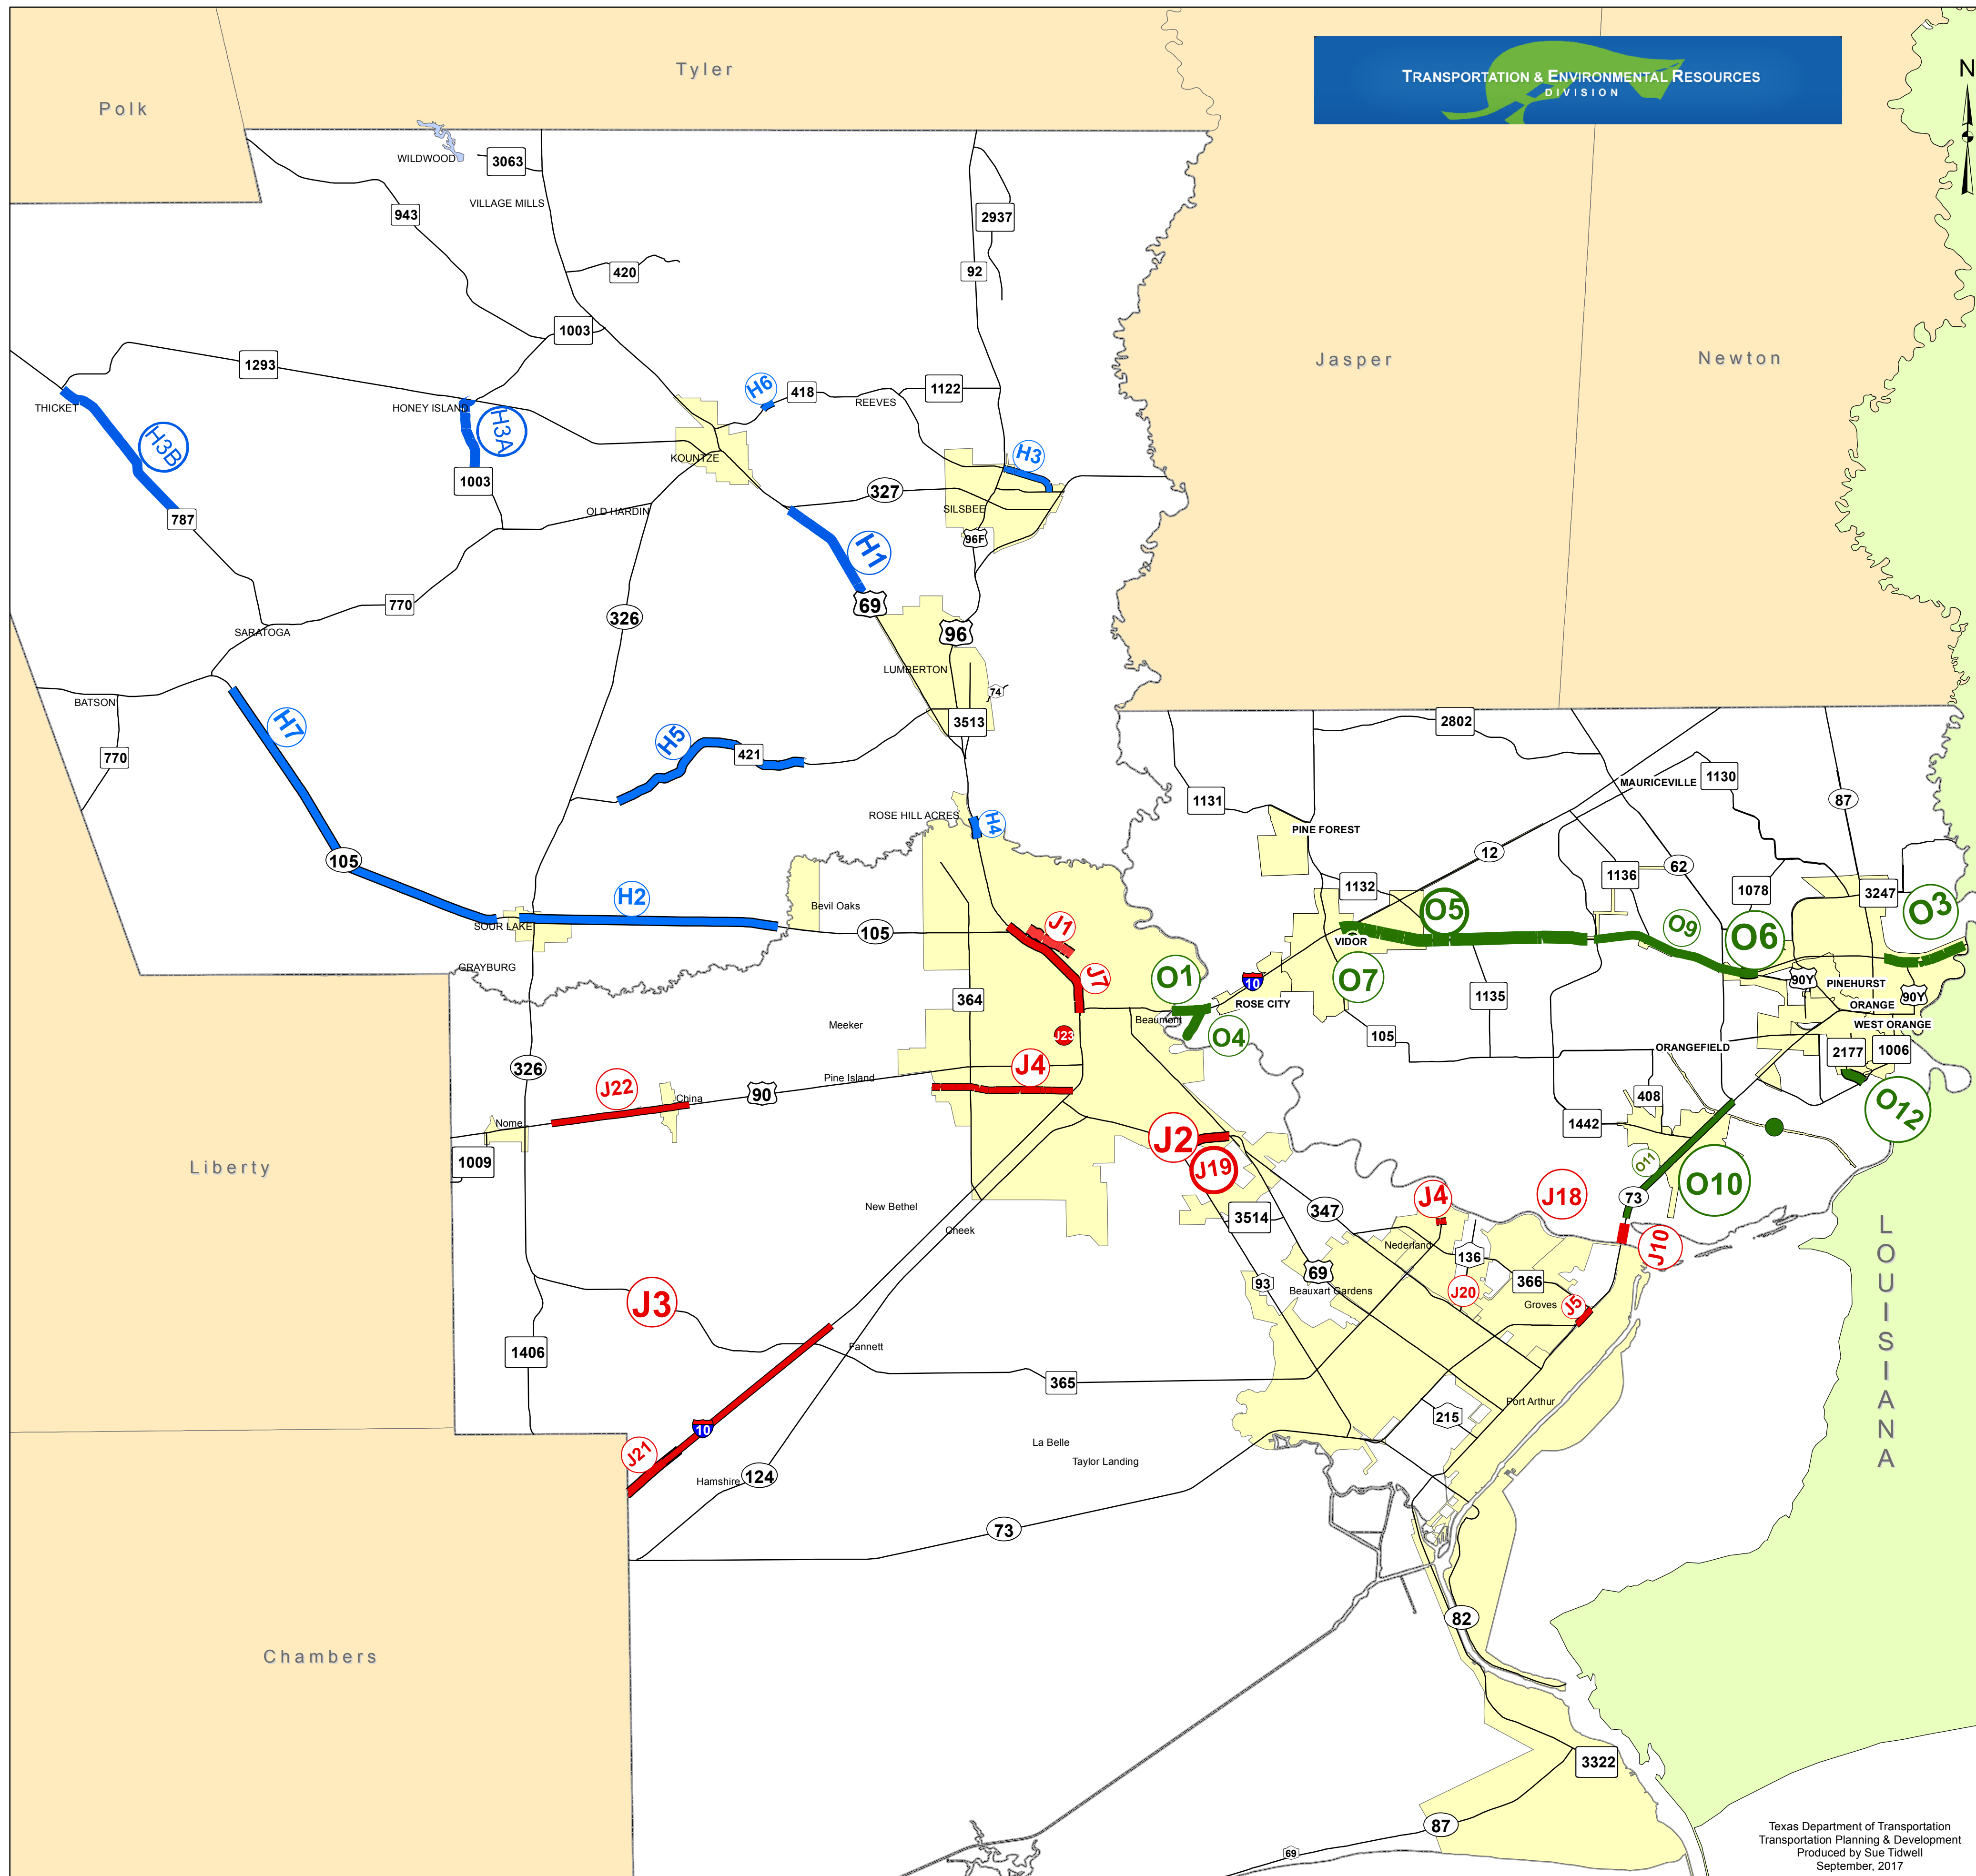 Tyler
Polk
TRANSPORTATION & ENVIRONMENTAL RESOURCES
DIVISION
N
WILDWOOD
3063
VILLAGE MILLS
943
2937
420
92
1003
1293
Jasper
Newton
THICKET
HONEY ISLAND
H6
418
REEVES
1122
H3B
H3A
KOUNTZE
H3
1003
327
787
OLD HARDIN
SILSBEE
96F
H1
69
770
326
96
SARATOGA
LUMBERTON
74
BATSON
H7
3513
2802
H5
421
770
MAURICEVILLE
1130
1131
87
ROSE HILL ACRES
H4
PINE FOREST
105
12
62
1136
1132
1078
3247
H2
Bevil Oaks
O5
O3
SOUR LAKE
105
J1
O9
O6
VIDOR
GRAYBURG
J7
O1
10
O7
90Y
PINEHURST
364
1135
90Y
ROSE CITY
ORANGE
Meeker
Beaumont
WEST ORANGE
J23
O4
105
ORANGEFIELD
2177
1006
326
J4
J22
Pine Island
90
China
408
O12
Nome
1442
J2
1009
J19
O11
O10
Liberty
J4
J18
73
New Bethel
3514
347
Cheek
Nederland
J10
136
LOUISIANA
69
93
366
J3
Beauxart Gardens
J20
Groves
J5
1406
Fannett
365
Port Arthur
215
10
J21
La Belle
Taylor Landing
Hamshire
124
73
82
Chambers
3322
87
69
Texas Department of Transportation
Transportation Planning & Development
Produced by Sue Tidwell
September, 2017